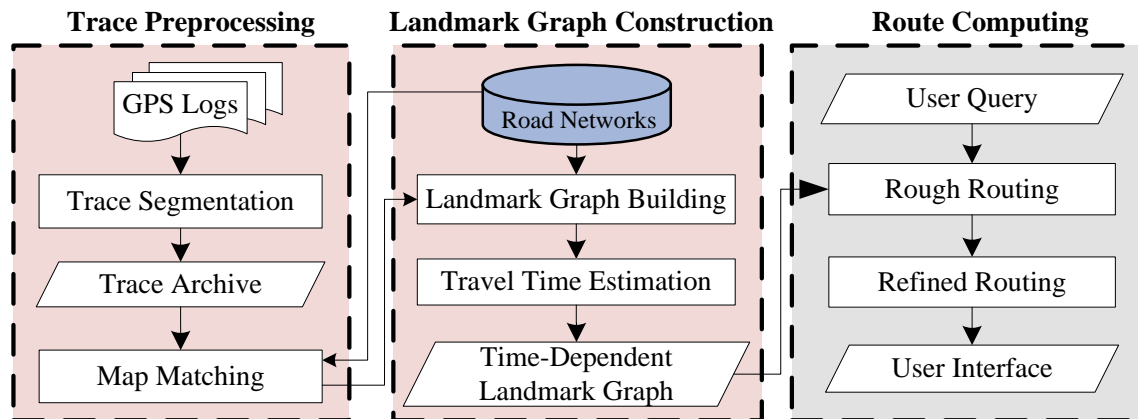 Trace Preprocessing
GPS Logs
Trace Segmentation
Trace Archive
Map Matching
Landmark Graph Construction
Road Networks
Landmark Graph Building
Travel Time Estimation
Time-Dependent
Landmark Graph
Route Computing
User Query
Rough Routing
Refined Routing
User Interface